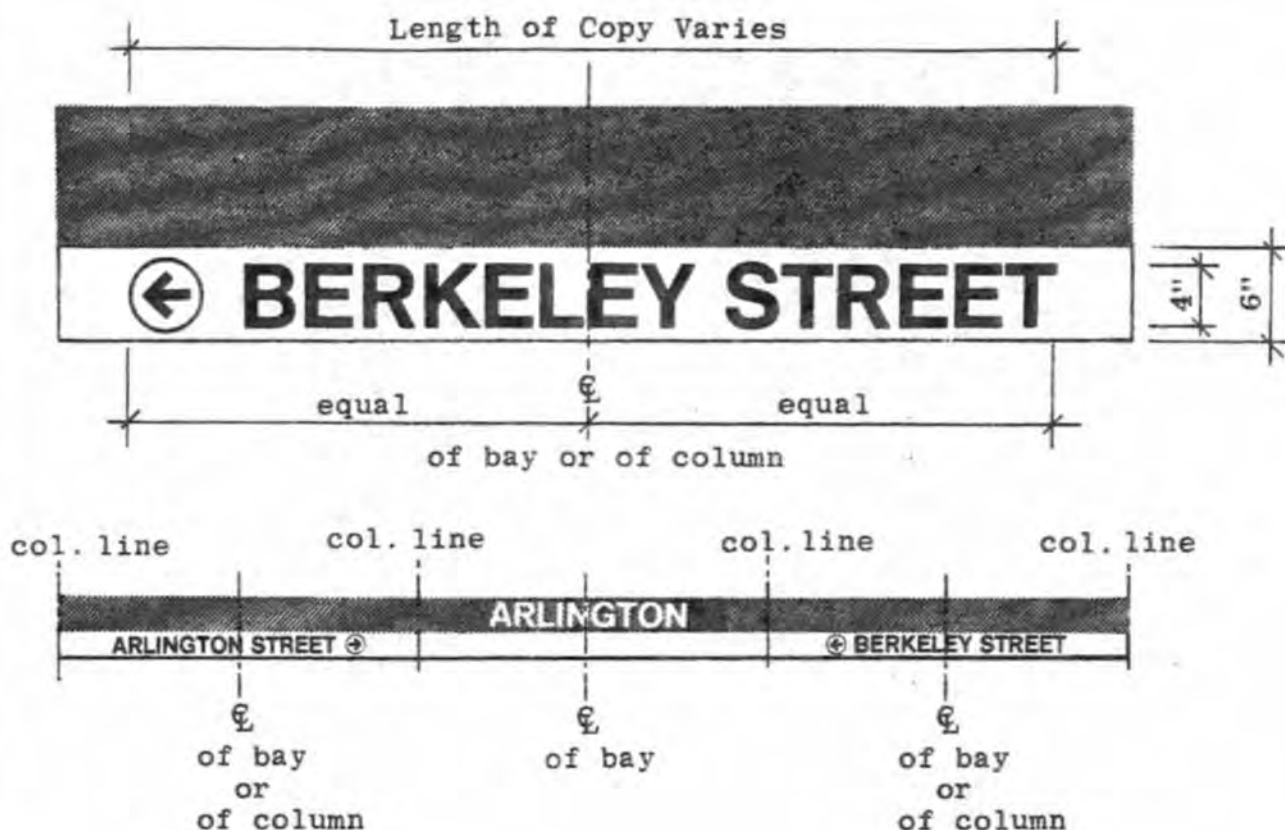 Length of Copy Varies
← BERKELEY STREET
4"
6"
℄
equal equal
of bay or of column
col. line col. line col. line col. line
ARLINGTON
ARLINGTON STREET → ← BERKELEY STREET
℄ ℄ ℄
of bay of bay of bay
or or
of column of column